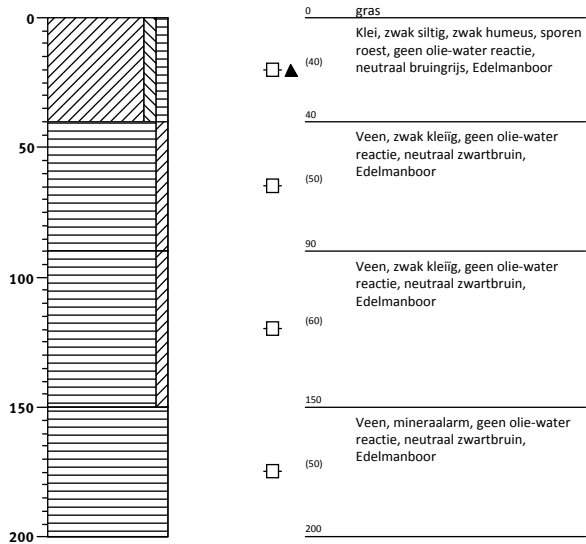 0
0 gras
Klei, zwak siltig, zwak humeus, sporen
roest, geen olie-water reactie,
neutraal bruingrijs, Edelmanboor
(40)
40
Veen, zwak kleiïg, geen olie-water
reactie, neutraal zwartbruin,
Edelmanboor
50
(50)
90
Veen, zwak kleiïg, geen olie-water
reactie, neutraal zwartbruin,
Edelmanboor
100
(60)
150
150
Veen, mineraalarm, geen olie-water
reactie, neutraal zwartbruin,
Edelmanboor
(50)
200
200